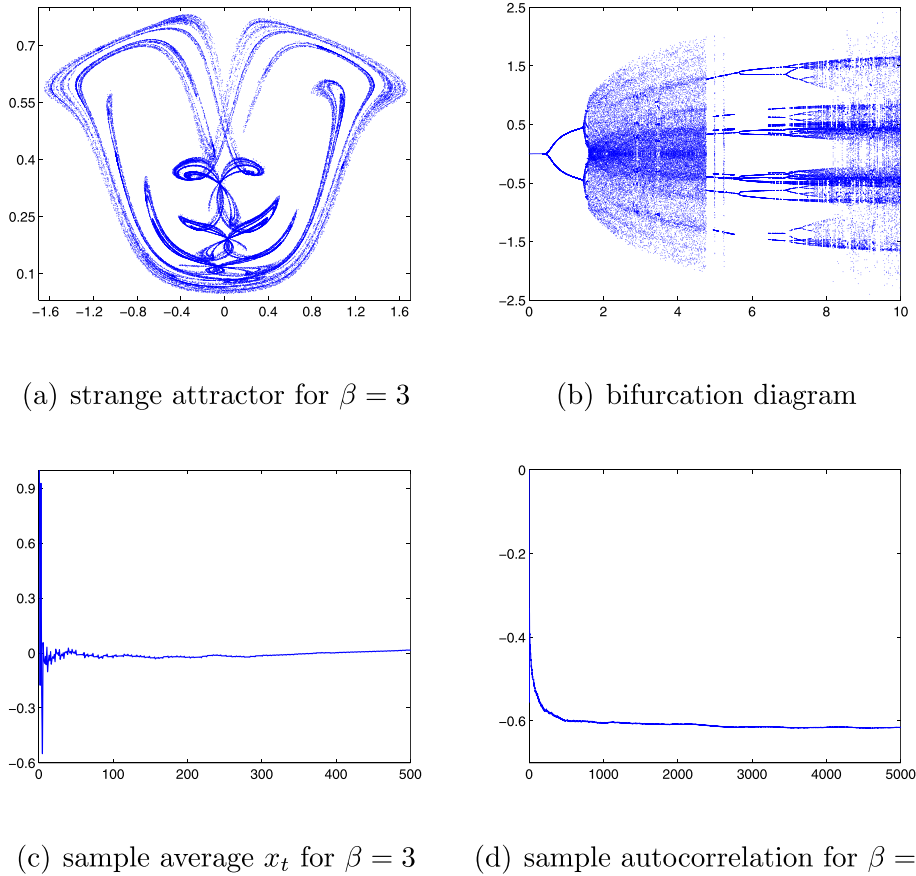 0.7
0.55
0.4
0.25
0.1
−1.6 −1.2 −0.8 −0.4 0 0.4 0.8 1.2 1.6
2.5
1.5
0.5
−0.5
−1.5
−2.5
0 2 4 6 8 10
(a) strange attractor for β = 3
(b) bifurcation diagram
0.9
0.6
0.3
0
−0.3
−0.6
0 100 200 300 400 500
0
−0.2
−0.4
−0.6
0 1000 2000 3000 4000 5000
(c) sample average xₜ for β = 3
(d) sample autocorrelation for β =